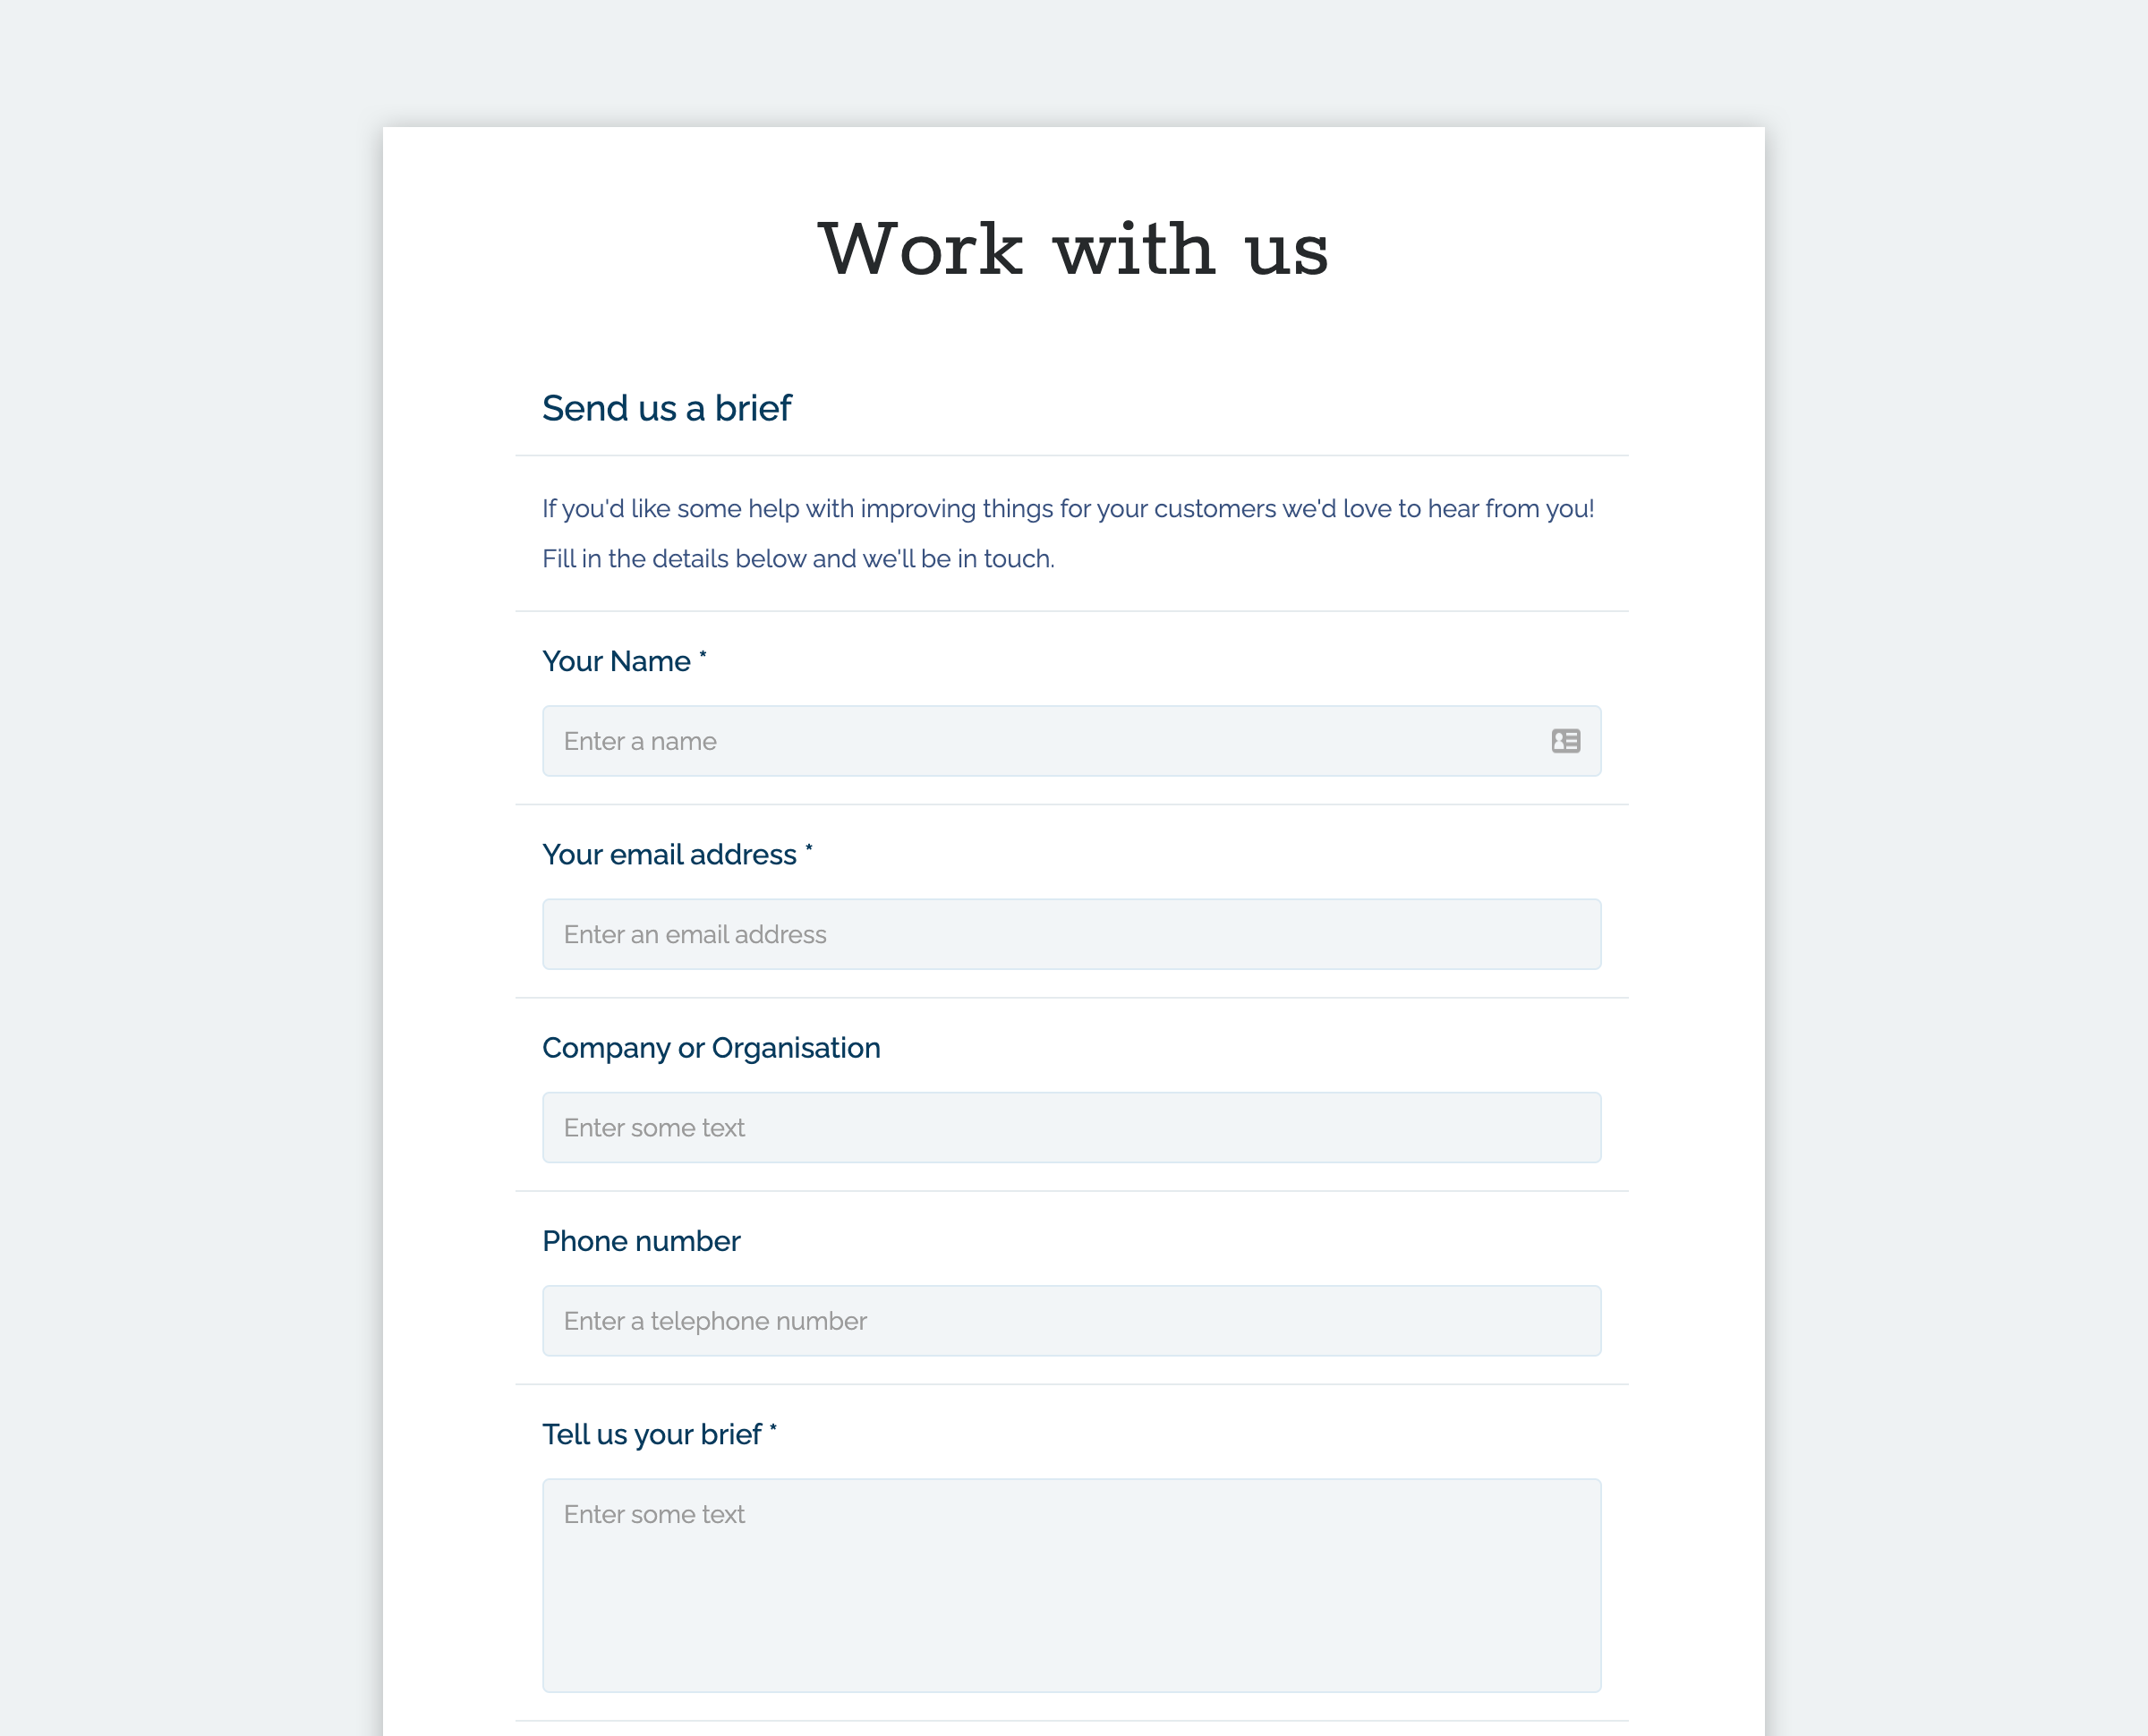 Work with us
Send us a brief
If you'd like some help with improving things for your customers we'd love to hear from you!
Fill in the details below and we'll be in touch.
Your Name *
Enter a name
Your email address *
Enter an email address
Company or Organisation
Enter some text
Phone number
Enter a telephone number
Tell us your brief *
Enter some text